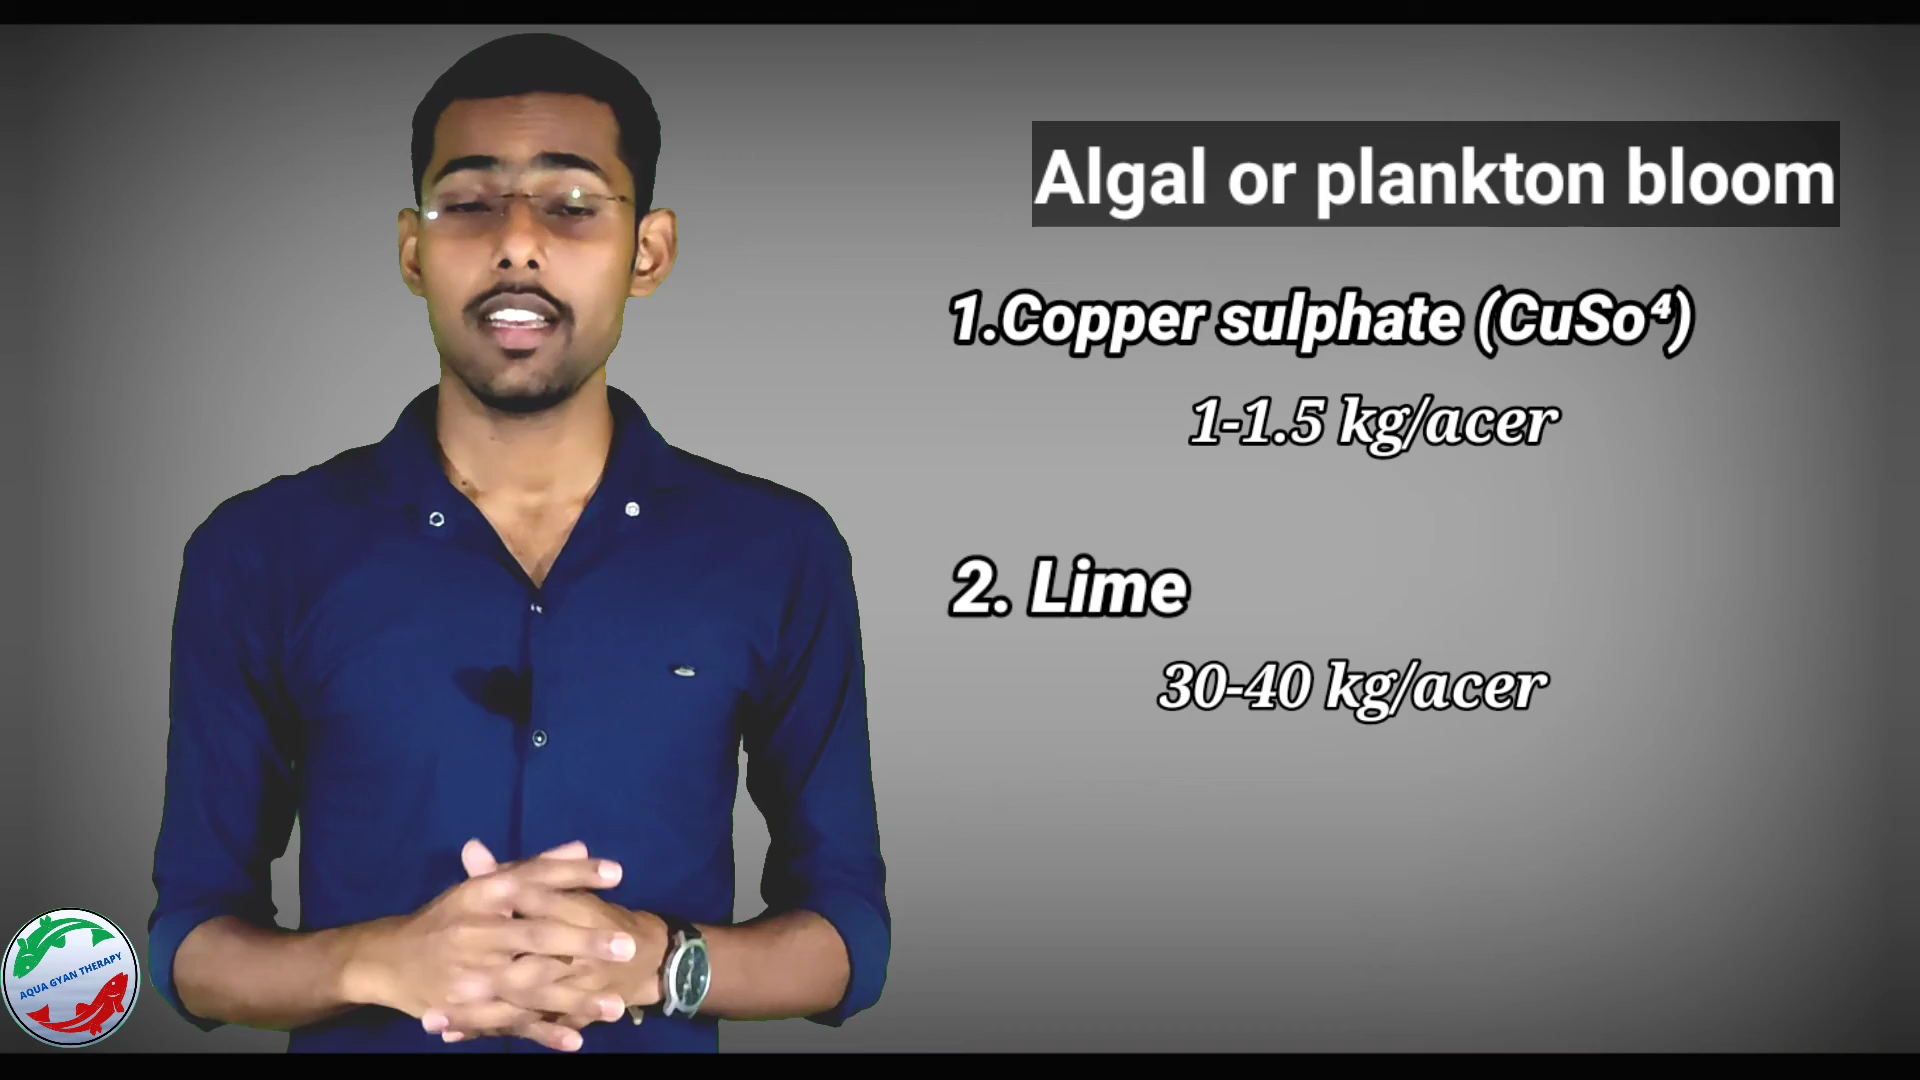 Algal or plankton bloom
1.Copper sulphate (CuSo⁴)
1-1.5 kg/acer
2. Lime
30-40 kg/acer
AQUA GYAN THERAPY